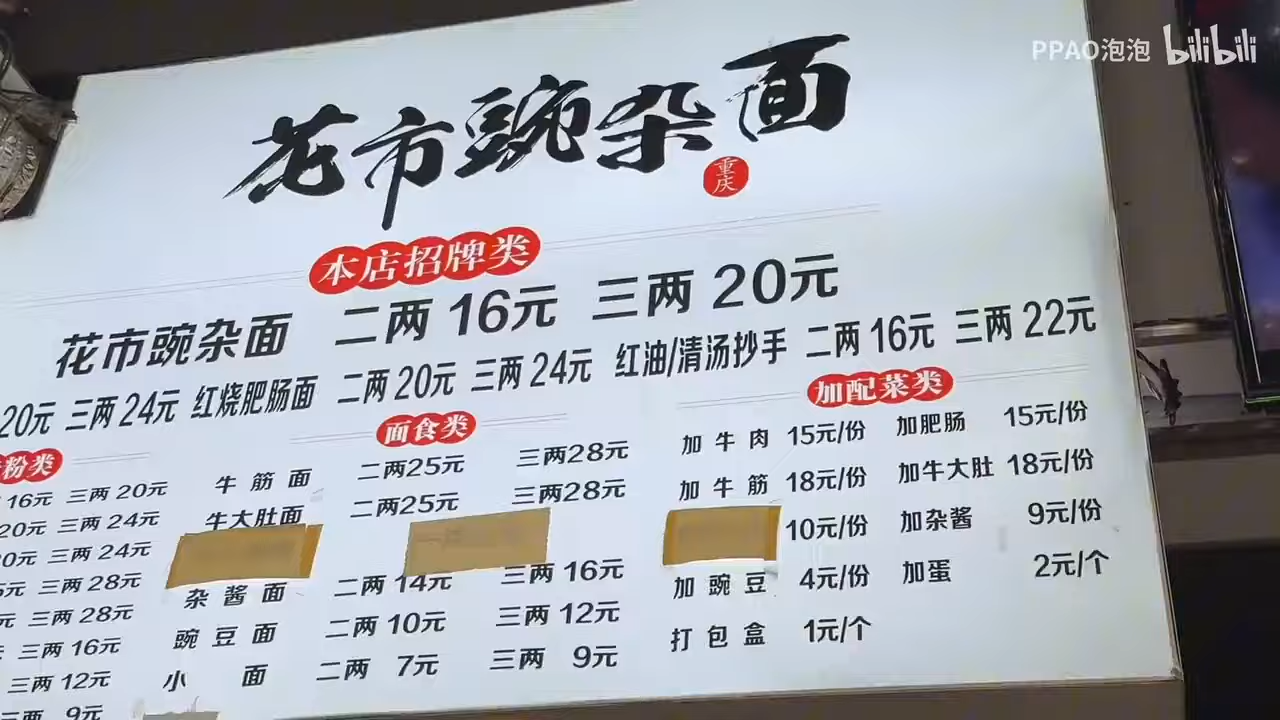 PPAO泡泡 bilibili
花市豌杂面
重庆
本店招牌类
花市豌杂面 二两 16元 三两 20元
20元 三两 24元 红烧肥肠面 二两 20元 三两 24元 红油/清汤抄手 二两 16元 三两 22元
粉类
16元 三两 20元
20元 三两 24元
0元 三两 24元
5元 三两 28元
元 三两 28元
三两 16元
三两 12元
三两 9元
面食类
牛筋面 二两25元 三两28元
牛大肚面 二两25元 三两28元
杂酱面 二两 14元 三两 16元
豌豆面 二两 10元 三两 12元
小面 二两 7元 三两 9元
加配菜类
加牛肉 15元/份 加肥肠 15元/份
加牛筋 18元/份 加牛大肚 18元/份
10元/份 加杂酱 9元/份
加豌豆 4元/份 加蛋 2元/个
打包盒 1元/个